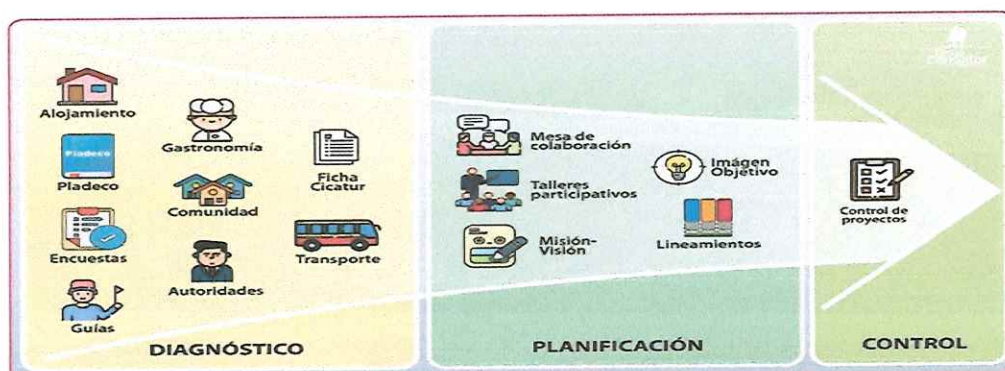 Alojamiento
Pladeco
Pladeco
Encuestas
Guías
Gastronomía
Comunidad
Autoridades
Ficha
Cicatur
Transporte
DIAGNÓSTICO
Mesa de
colaboración
Talleres
participativos
Misión-
Visión
Imágen
Objetivo
Lineamientos
PLANIFICACIÓN
Control de
proyectos
CONTROL